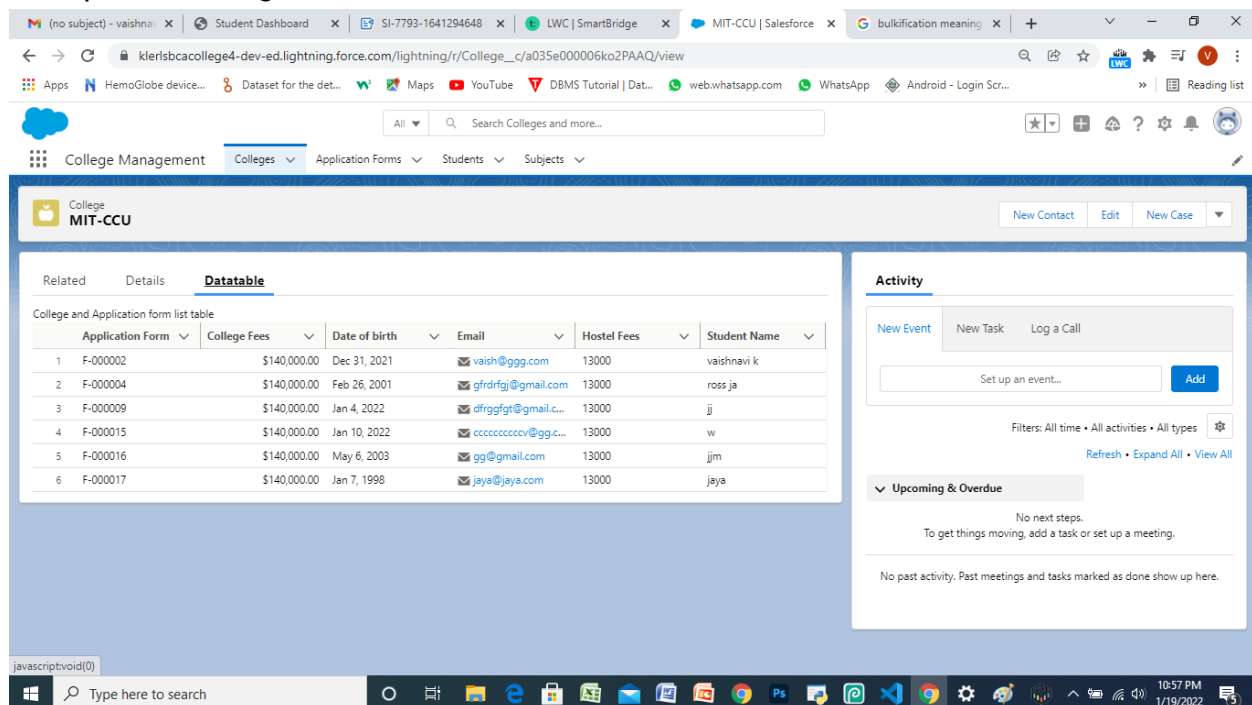 (no subject) - vaishna
Student Dashboard
SI-7793-1641294648
LWC | SmartBridge
MIT-CCU | Salesforce
bulkification meaning
klerlsbcacollege4-dev-ed.lightning.force.com/lightning/r/College__c/a035e000006ko2PAAQ/view
LWC
V
Apps
HemoGlobe device...
Dataset for the det...
Maps
YouTube
DBMS Tutorial | Dat...
web.whatsapp.com
WhatsApp
Android - Login Scr...
»
Reading list
All
Search Colleges and more...
College Management
Colleges
Application Forms
Students
Subjects
College
MIT-CCU
New Contact
Edit
New Case
Related
Details
Datatable
College and Application form list table
Application Form College Fees Date of birth Email Hostel Fees Student Name
1 F-000002 $140,000.00 Dec 31, 2021 vaish@ggg.com 13000 vaishnavi k
2 F-000004 $140,000.00 Feb 26, 2001 gfrdrfgj@gmail.com 13000 ross ja
3 F-000009 $140,000.00 Jan 4, 2022 dfrggfgt@gmail.c... 13000 jj
4 F-000015 $140,000.00 Jan 10, 2022 13000 w
5 F-000016 $140,000.00 May 6, 2003 gg@gmail.com 13000 jjm
6 F-000017 $140,000.00 Jan 7, 1998 jaya@jaya.com 13000 jaya
Activity
New Event
New Task
Log a Call
Set up an event...
Add
Filters: All time • All activities • All types
Refresh • Expand All • View All
Upcoming & Overdue
No next steps.
To get things moving, add a task or set up a meeting.
No past activity. Past meetings and tasks marked as done show up here.
javascript:void(0)
Type here to search
Ps
10:57 PM
1/19/2022
5